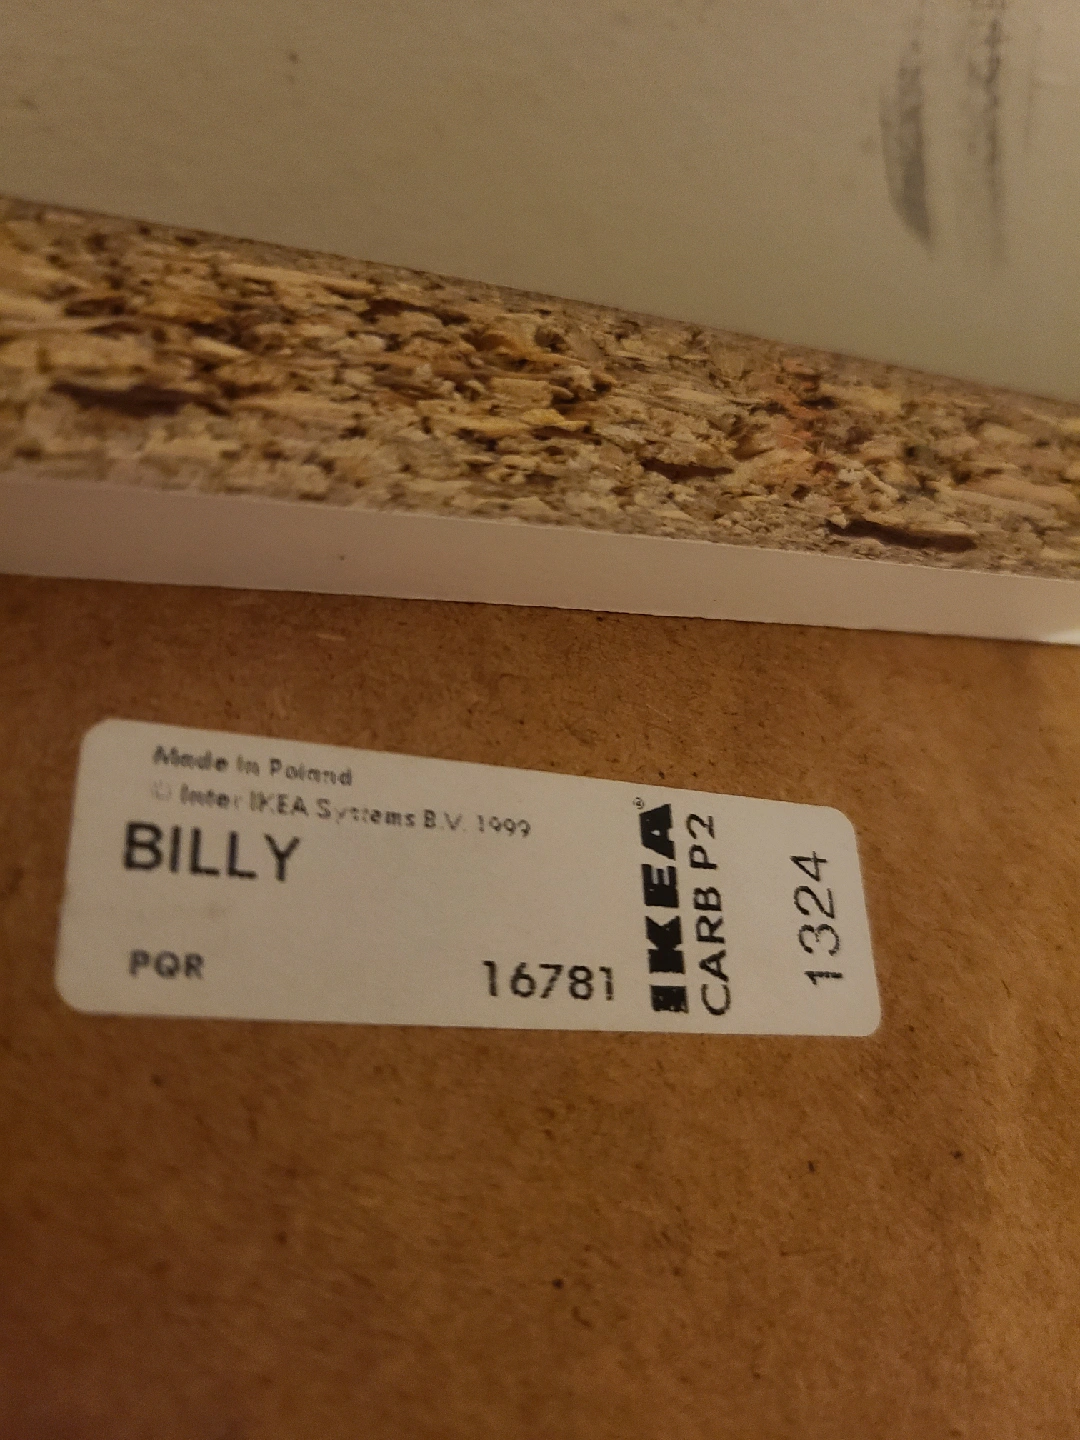 Made in Poland
© Inter IKEA Systems B.V. 1999
BILLY
PQR
16781
IKEA®
CARB P2
1324